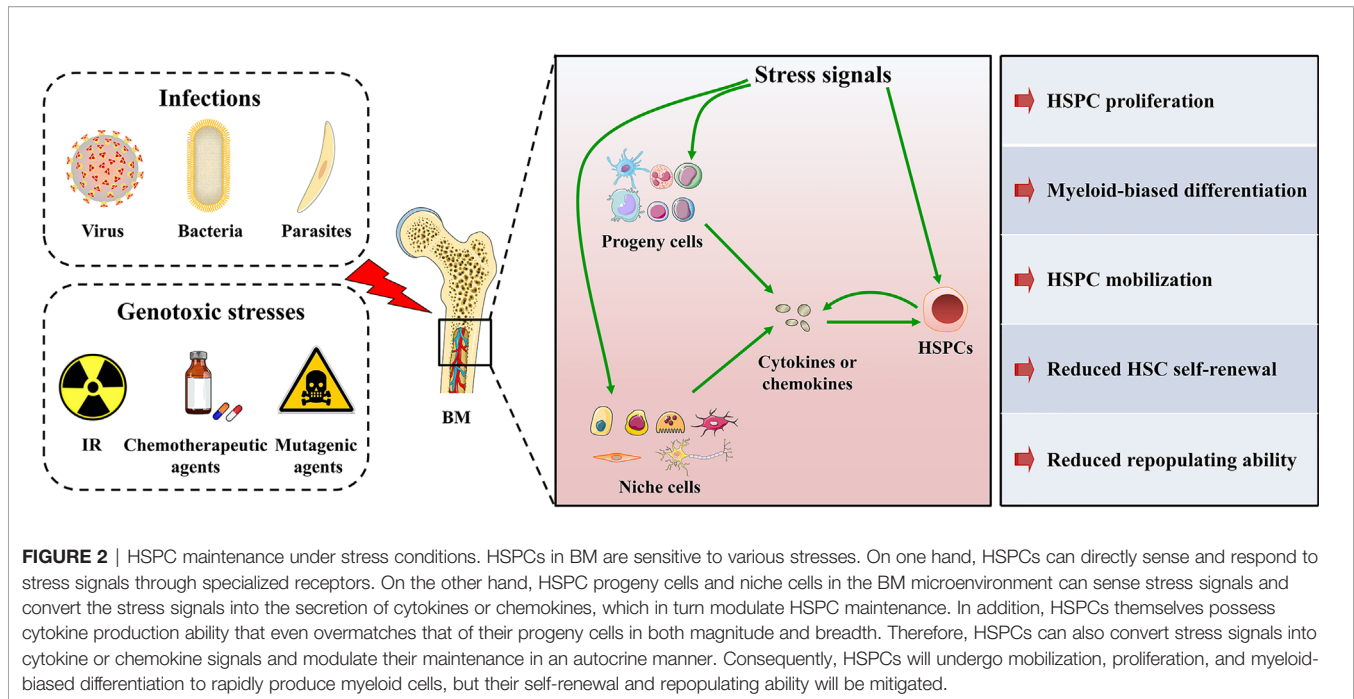 Infections
Virus
Bacteria
Parasites
Genotoxic stresses
IR
Chemotherapeutic
agents
Mutagenic
agents
BM
Stress signals
Progeny cells
Cytokines or
chemokines
HSPCs
Niche cells
HSPC proliferation
Myeloid-biased differentiation
HSPC mobilization
Reduced HSC self-renewal
Reduced repopulating ability
FIGURE 2 | HSPC maintenance under stress conditions. HSPCs in BM are sensitive to various stresses. On one hand, HSPCs can directly sense and respond to
stress signals through specialized receptors. On the other hand, HSPC progeny cells and niche cells in the BM microenvironment can sense stress signals and
convert the stress signals into the secretion of cytokines or chemokines, which in turn modulate HSPC maintenance. In addition, HSPCs themselves possess
cytokine production ability that even overmatches that of their progeny cells in both magnitude and breadth. Therefore, HSPCs can also convert stress signals into
cytokine or chemokine signals and modulate their maintenance in an autocrine manner. Consequently, HSPCs will undergo mobilization, proliferation, and myeloid-
biased differentiation to rapidly produce myeloid cells, but their self-renewal and repopulating ability will be mitigated.